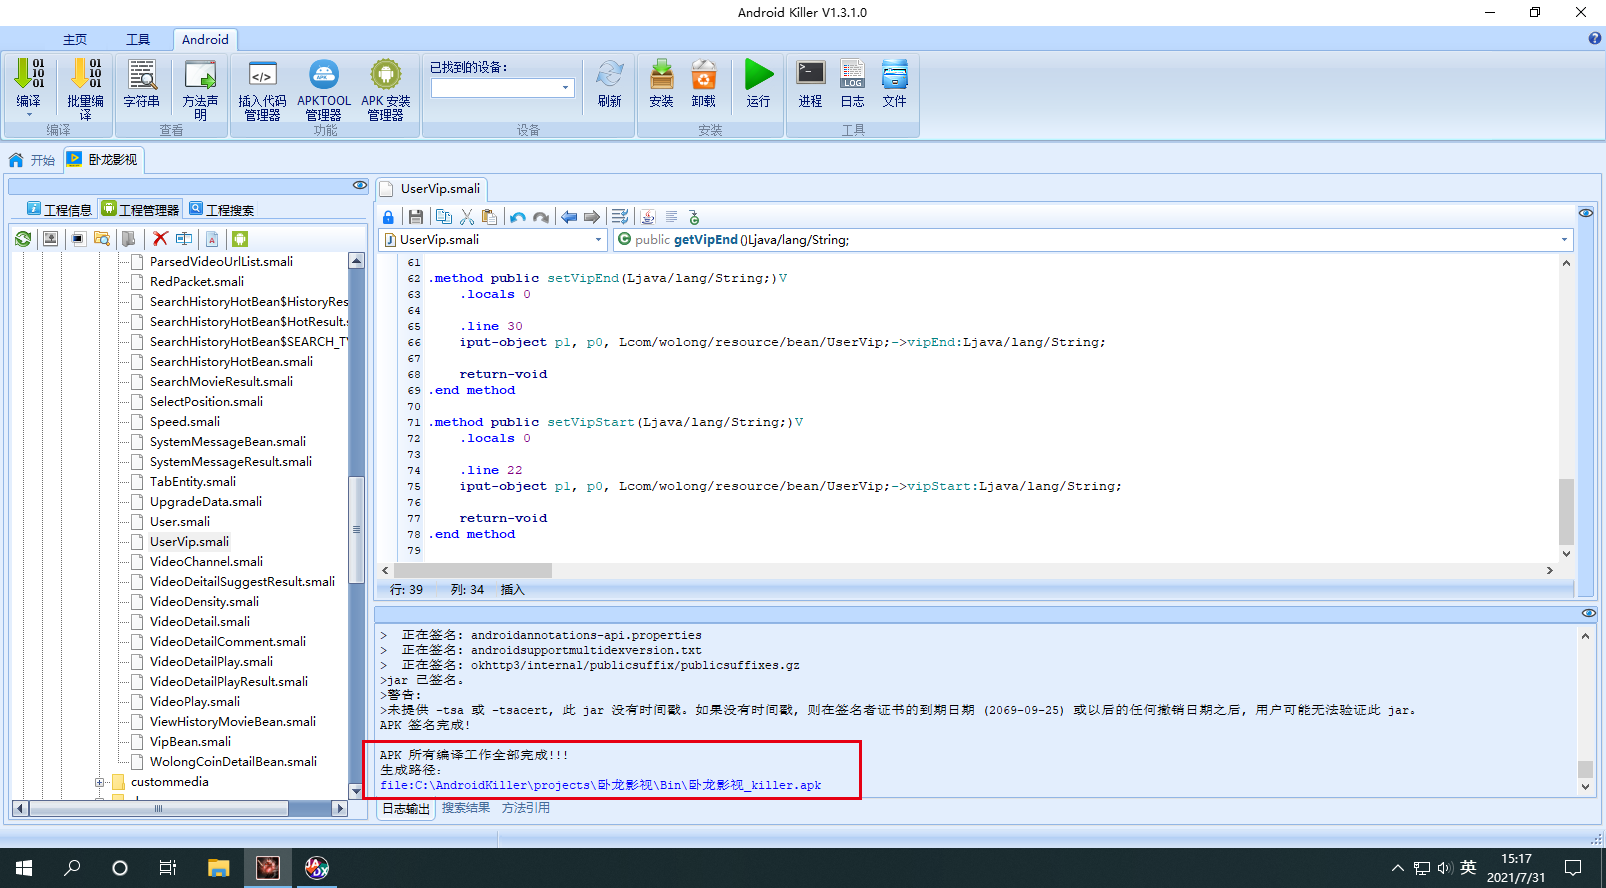 Android Killer V1.3.1.0
主页
工具
Android
编译
批量编译
编译
字符串
方法声明
查看
插入代码管理器
APKTOOL管理器
APK 安装管理器
功能
已找到的设备:
刷新
设备
安装
卸载
运行
安装
进程
日志
文件
工具
开始
卧龙影视
工程信息
工程管理器
工程搜索
ParsedVideoUrlList.smali
RedPacket.smali
SearchHistoryHotBean$HistoryRes
SearchHistoryHotBean$HotResult.s
SearchHistoryHotBean$SEARCH_TY
SearchHistoryHotBean.smali
SearchMovieResult.smali
SelectPosition.smali
Speed.smali
SystemMessageBean.smali
SystemMessageResult.smali
TabEntity.smali
UpgradeData.smali
User.smali
UserVip.smali
VideoChannel.smali
VideoDeitailSuggestResult.smali
VideoDensity.smali
VideoDetail.smali
VideoDetailComment.smali
VideoDetailPlay.smali
VideoDetailPlayResult.smali
VideoPlay.smali
ViewHistoryMovieBean.smali
VipBean.smali
WolongCoinDetailBean.smali
custommedia
UserVip.smali
UserVip.smali
public getVipEnd()Ljava/lang/String;
61
62 .method public setVipEnd(Ljava/lang/String;)V
63 .locals 0
64
65 .line 30
66 iput-object p1, p0, Lcom/wolong/resource/bean/UserVip;->vipEnd:Ljava/lang/String;
67
68 return-void
69 .end method
70
71 .method public setVipStart(Ljava/lang/String;)V
72 .locals 0
73
74 .line 22
75 iput-object p1, p0, Lcom/wolong/resource/bean/UserVip;->vipStart:Ljava/lang/String;
76
77 return-void
78 .end method
79
行: 39 列: 34 插入
> 正在签名: androidannotations-api.properties
> 正在签名: androidsupportmultidexversion.txt
> 正在签名: okhttp3/internal/publicsuffix/publicsuffixes.gz
>jar 已签名。
>警告:
>未提供 -tsa 或 -tsacert, 此 jar 没有时间戳。如果没有时间戳, 则在签名者证书的到期日期 (2069-09-25) 或以后的任何撤销日期之后, 用户可能无法验证此 jar。
APK 签名完成!
APK 所有编译工作全部完成!!!
生成路径:
file:C:\AndroidKiller\projects\卧龙影视\Bin\卧龙影视_killer.apk
日志输出 搜索结果 方法引用
英
15:17
2021/7/31